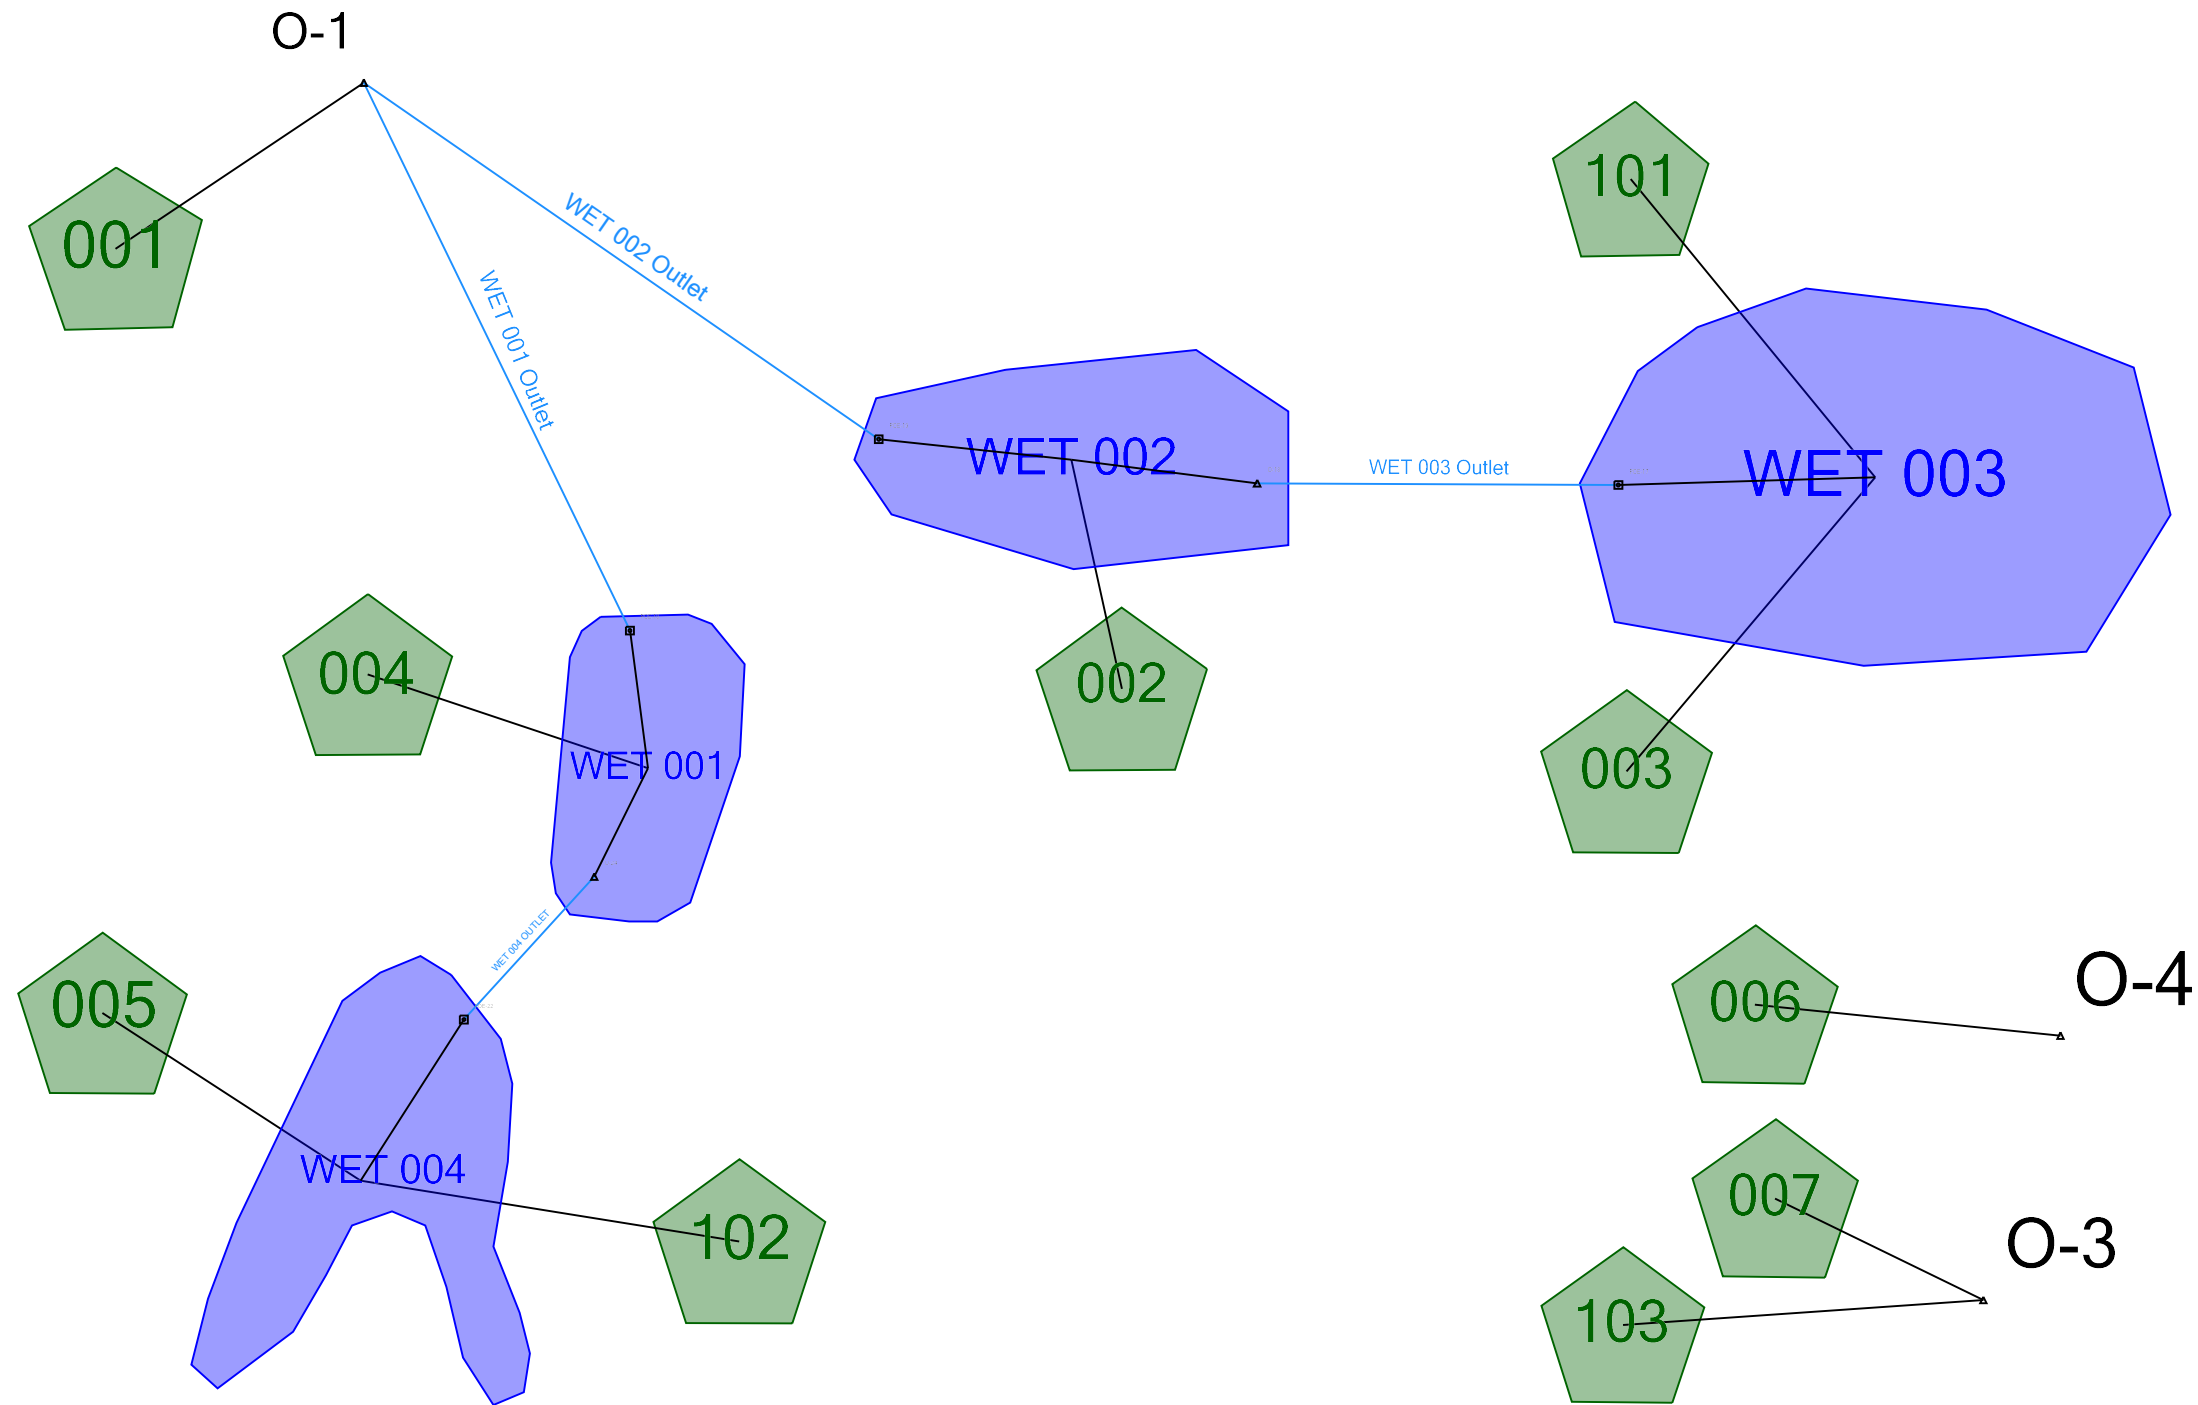 O-1
001
WET 002 Outlet
WET 001 Outlet
101
WET 002
WET 003 Outlet
WET 003
004
002
WET 001
003
WET 004 OUTLET
005
006
O-4
WET 004
102
007
O-3
103